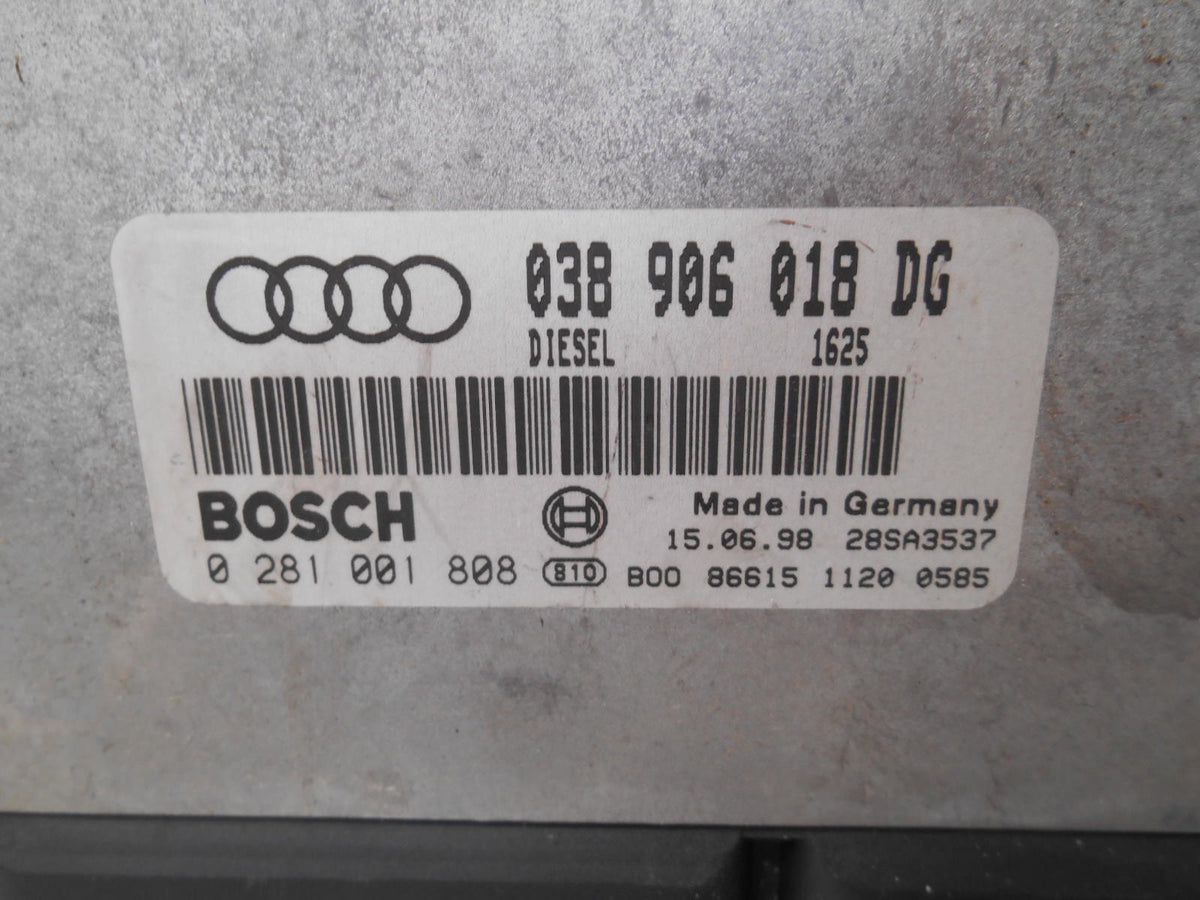 038 906 018 DG
DIESEL 1625
BOSCH
Made in Germany
15.06.98 28SA3537
0 281 001 808 810 B00 86615 1120 0585